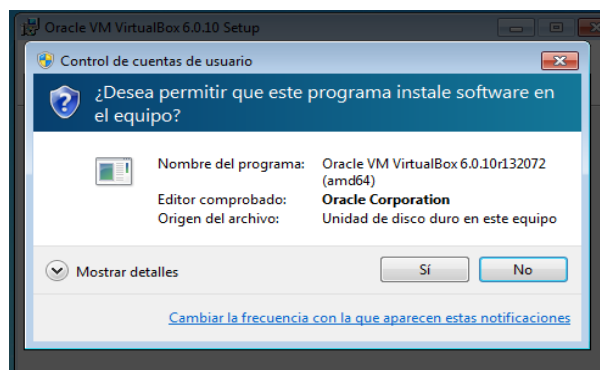 Oracle VM VirtualBox 6.0.10 Setup
Control de cuentas de usuario
¿Desea permitir que este programa instale software en
el equipo?
Nombre del programa: Oracle VM VirtualBox 6.0.10r132072
(amd64)
Editor comprobado: Oracle Corporation
Origen del archivo: Unidad de disco duro en este equipo
Mostrar detalles Sí No
Cambiar la frecuencia con la que aparecen estas notificaciones